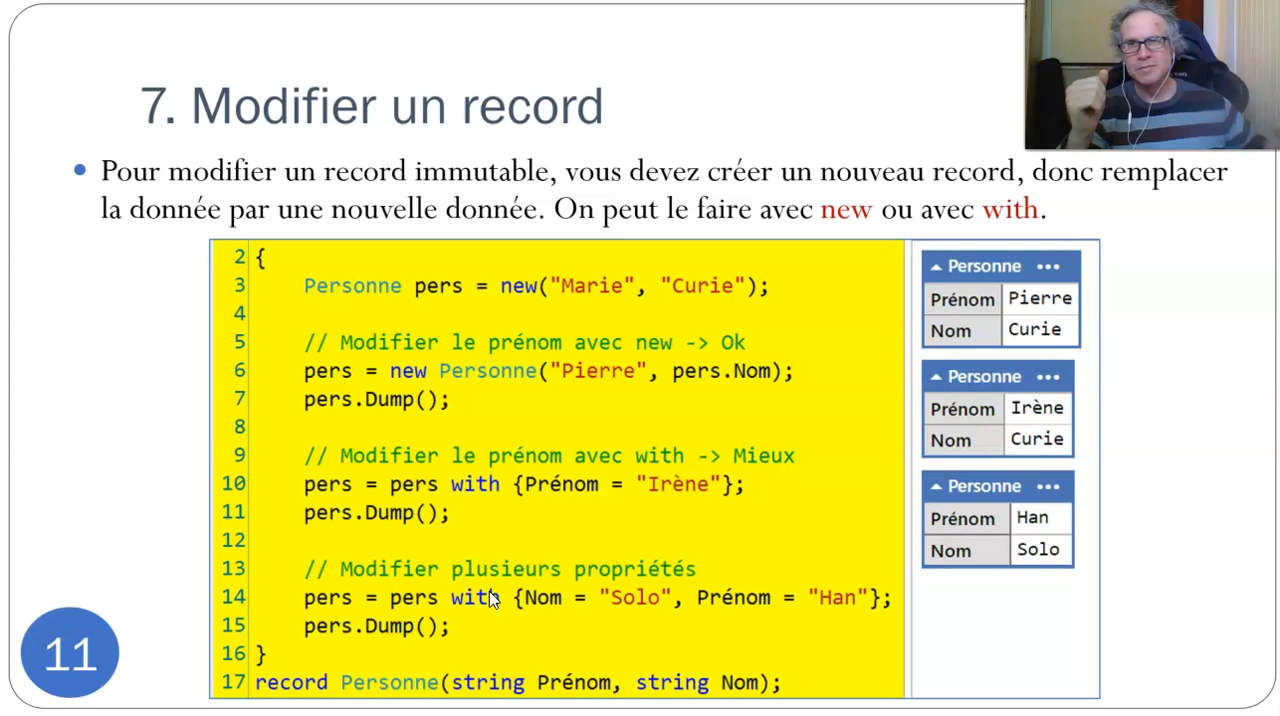 7. Modifier un record
Pour modifier un record immutable, vous devez créer un nouveau record, donc remplacer
la donnée par une nouvelle donnée. On peut le faire avec new ou avec with.
2 {
3 Personne pers = new("Marie", "Curie");
4
5 // Modifier le prénom avec new -> Ok
6 pers = new Personne("Pierre", pers.Nom);
7 pers.Dump();
8
9 // Modifier le prénom avec with -> Mieux
10 pers = pers with {Prénom = "Irène"};
11 pers.Dump();
12
13 // Modifier plusieurs propriétés
14 pers = pers with {Nom = "Solo", Prénom = "Han"};
15 pers.Dump();
16 }
17 record Personne(string Prénom, string Nom);
Personne •••
Prénom Pierre
Nom Curie
Personne •••
Prénom Irène
Nom Curie
Personne •••
Prénom Han
Nom Solo
11